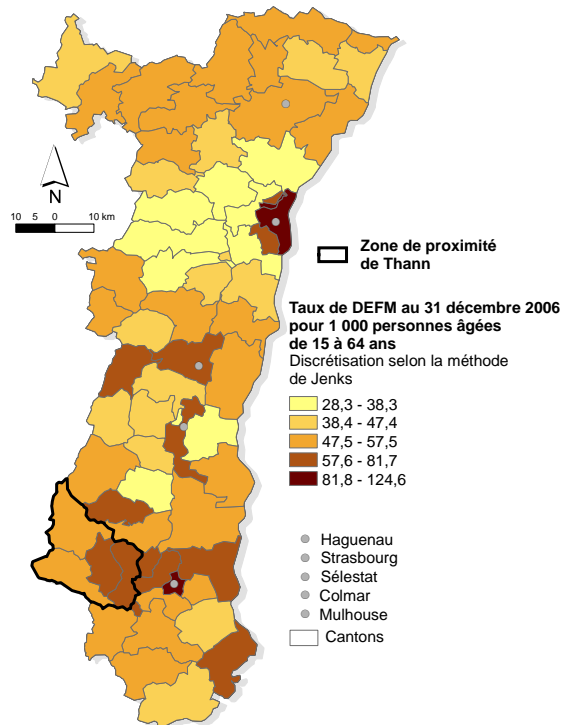 N
10 5 0 10 km
Zone de proximité
de Thann
Taux de DEFM au 31 décembre 2006
pour 1 000 personnes âgées
de 15 à 64 ans
Discrétisation selon la méthode
de Jenks
28,3 - 38,3
38,4 - 47,4
47,5 - 57,5
57,6 - 81,7
81,8 - 124,6
Haguenau
Strasbourg
Sélestat
Colmar
Mulhouse
Cantons